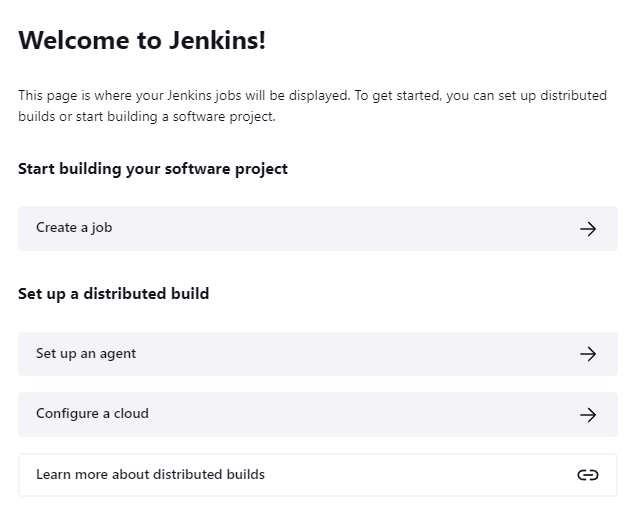 Welcome to Jenkins!
This page is where your Jenkins jobs will be displayed. To get started, you can set up distributed
builds or start building a software project.
Start building your software project
Create a job
Set up a distributed build
Set up an agent
Configure a cloud
Learn more about distributed builds